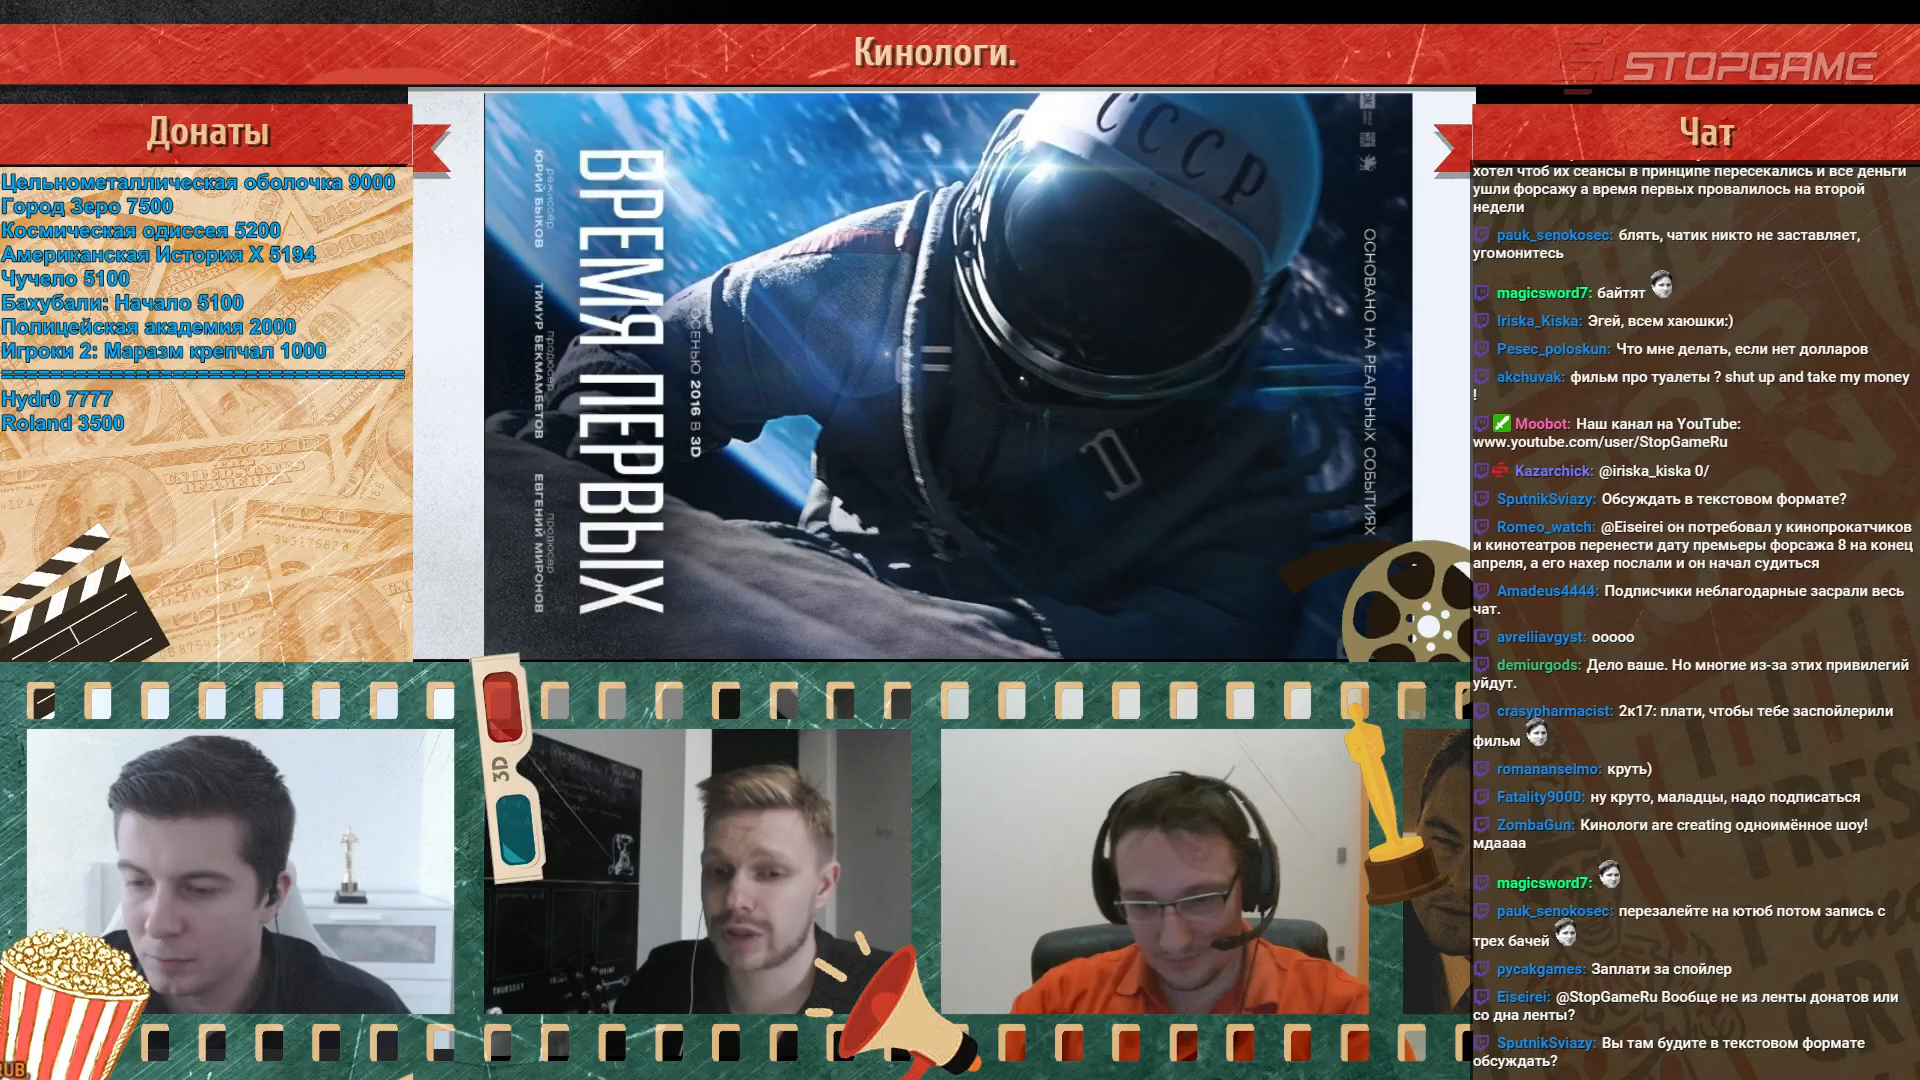 Кинологи.
STOPGAME
Донаты
Цельнометаллическая оболочка 9000
Город Зеро 7500
Космическая одиссея 5200
Американская История X 5194
Чучело 5100
Бахубали: Начало 5100
Полицейская академия 2000
Игроки 2: Маразм крепчал 1000
==================================
Hydr0 7777
Roland 3500
режиссёр
ЮРИЙ БЫКОВ
продюсер
ТИМУР БЕКМАМБЕТОВ
продюсер
ЕВГЕНИЙ МИРОНОВ
ВРЕМЯ ПЕРВЫХ
ОСЕНЬЮ 2016 В 3D
СССР
ОСНОВАНО НА РЕАЛЬНЫХ СОБЫТИЯХ
3D
THURSDAY
RUB
Чат
хотел чтоб их сеансы в принципе пересекались и все деньги
ушли форсажу а время первых провалилось на второй
недели
pauk_senokosec: блять, чатик никто не заставляет,
угомонитесь
magicsword7: байтят
Iriska_Kiska: Эгей, всем хаюшки:)
Pesec_poloskun: Что мне делать, если нет долларов
akchuvak: фильм про туалеты ? shut up and take my money
!
Moobot: Наш канал на YouTube:
www.youtube.com/user/StopGameRu
Kazarchick: @iriska_kiska 0/
SputnikSviazy: Обсуждать в текстовом формате?
Romeo_watch: @Eiseirei он потребовал у кинопрокатчиков
и кинотеатров перенести дату премьеры форсажа 8 на конец
апреля, а его нахер послали и он начал судиться
Amadeus4444: Подписчики неблагодарные засрали весь
чат.
avreliiavgyst: ооооо
demiurgods: Дело ваше. Но многие из-за этих привилегий
уйдут.
crasypharmacist: 2к17: плати, чтобы тебе заспойлерили
фильм
romananselmo: круть)
Fatality9000: ну круто, маладцы, надо подписаться
ZombaGun: Кинологи are creating одноимённое шоу!
мдаааа
magicsword7:
pauk_senokosec: перезалейте на ютюб потом запись с
трех бачей
pycakgames: Заплати за спойлер
Eiseirei: @StopGameRu Вообще не из ленты донатов или
со дна ленты?
SputnikSviazy: Вы там будите в текстовом формате
обсуждать?